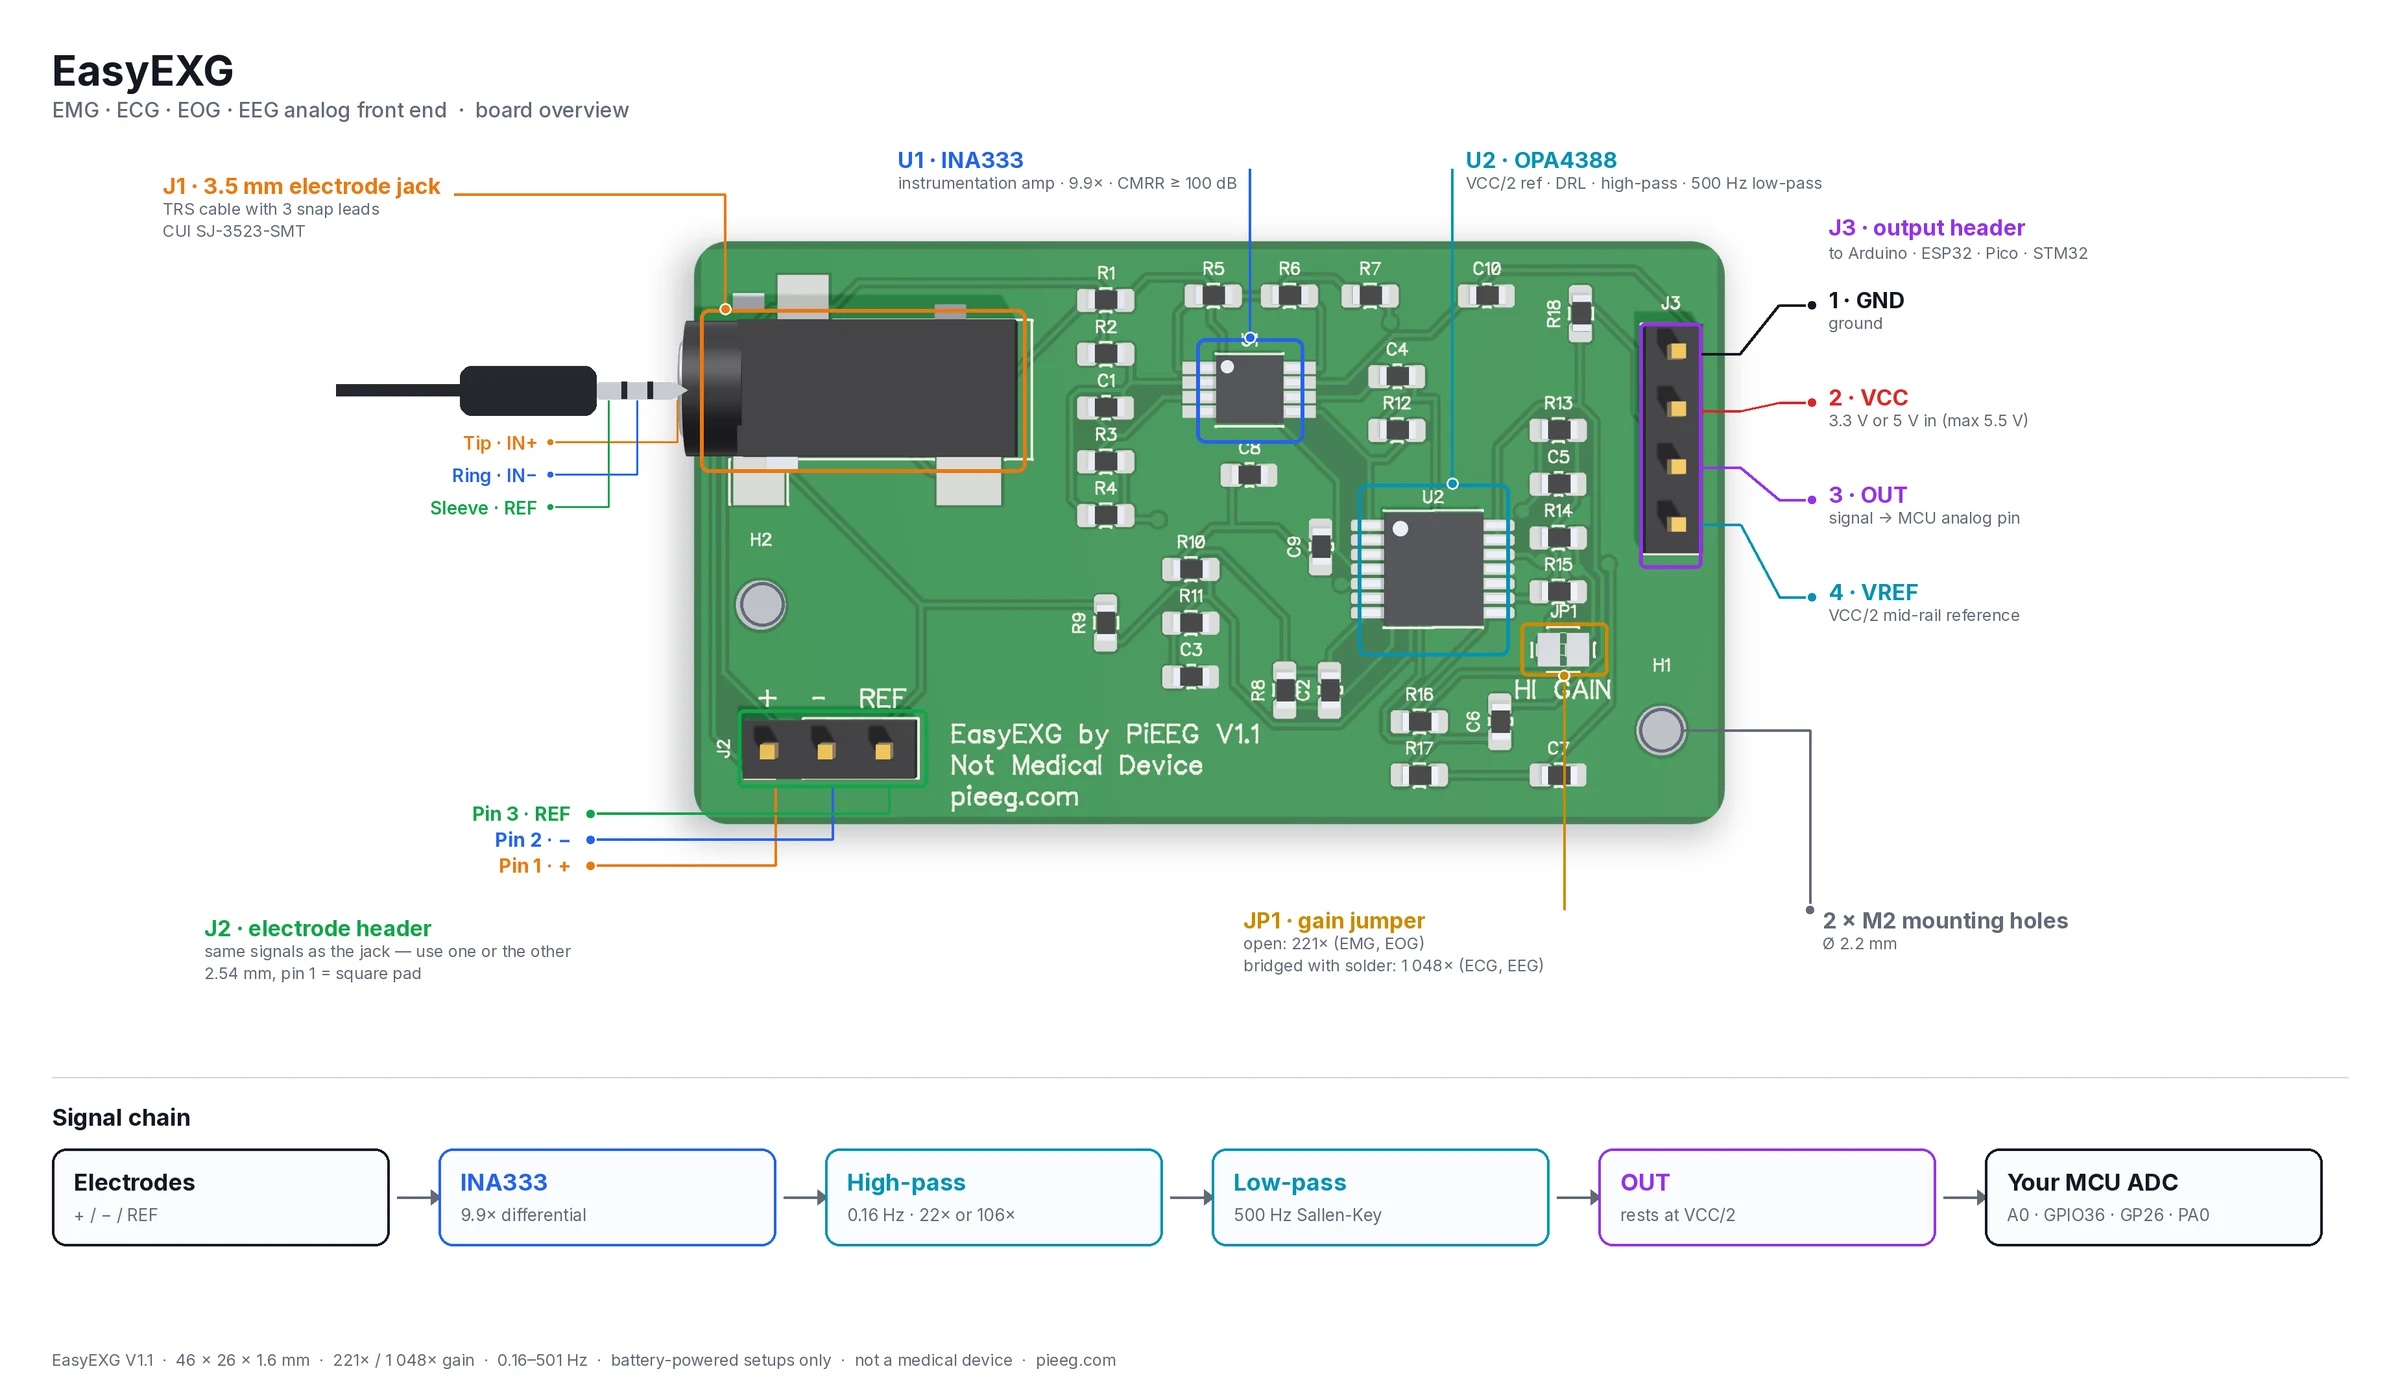 EasyEXG
EMG · ECG · EOG · EEG analog front end · board overview
J1 · 3.5 mm electrode jack
TRS cable with 3 snap leads
CUI SJ-3523-SMT
U1 · INA333
instrumentation amp · 9.9× · CMRR ≥ 100 dB
U2 · OPA4388
VCC/2 ref · DRL · high-pass · 500 Hz low-pass
J3 · output header
to Arduino · ESP32 · Pico · STM32
1 · GND
ground
2 · VCC
3.3 V or 5 V in (max 5.5 V)
3 · OUT
signal → MCU analog pin
4 · VREF
VCC/2 mid-rail reference
Tip · IN+
Ring · IN−
Sleeve · REF
R1
R5
R6
R7
C10
R18
J3
R2
C4
C1
R12
R13
R3
C8
C5
R4
U2
R14
H2
R10
C9
R15
R11
R9
JP1
C3
H1
R8
C2
HI GAIN
R16
C6
R17
C7
+ − REF
J2
EasyEXG by PiEEG V1.1
Not Medical Device
pieeg.com
Pin 3 · REF
Pin 2 · −
Pin 1 · +
J2 · electrode header
same signals as the jack — use one or the other
2.54 mm, pin 1 = square pad
JP1 · gain jumper
open: 221× (EMG, EOG)
bridged with solder: 1 048× (ECG, EEG)
2 × M2 mounting holes
Ø 2.2 mm
Signal chain
Electrodes
+ / − / REF
INA333
9.9× differential
High-pass
0.16 Hz · 22× or 106×
Low-pass
500 Hz Sallen-Key
OUT
rests at VCC/2
Your MCU ADC
A0 · GPIO36 · GP26 · PA0
EasyEXG V1.1 · 46 × 26 × 1.6 mm · 221× / 1 048× gain · 0.16–501 Hz · battery-powered setups only · not a medical device · pieeg.com